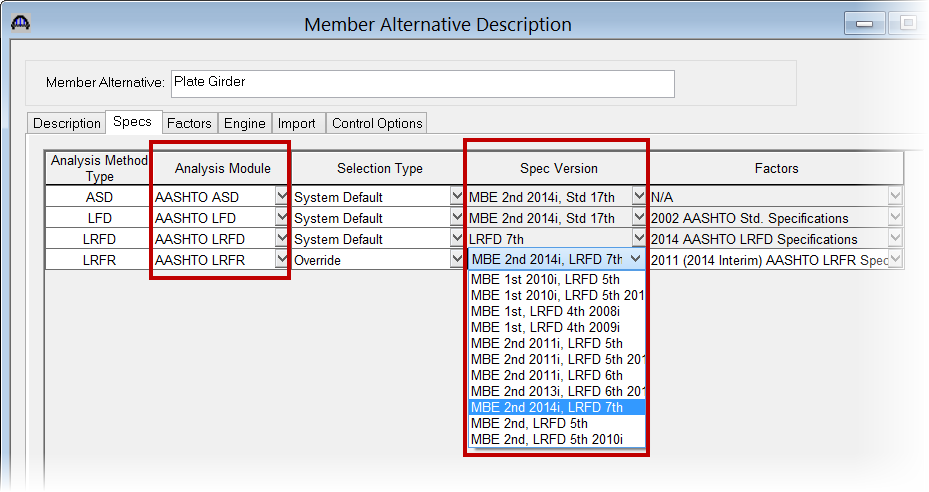 Member Alternative Description
Member Alternative: Plate Girder
Description Specs Factors Engine Import Control Options
Analysis Method Type Analysis Module Selection Type Spec Version Factors
ASD AASHTO ASD System Default MBE 2nd 2014i, Std 17th N/A
LFD AASHTO LFD System Default MBE 2nd 2014i, Std 17th 2002 AASHTO Std. Specifications
LRFD AASHTO LRFD System Default LRFD 7th 2014 AASHTO LRFD Specifications
LRFR AASHTO LRFR Override MBE 2nd 2014i, LRFD 7th 2011 (2014 Interim) AASHTO LRFR Spec
MBE 1st 2010i, LRFD 5th
MBE 1st 2010i, LRFD 5th 201
MBE 1st, LRFD 4th 2008i
MBE 1st, LRFD 4th 2009i
MBE 2nd 2011i, LRFD 5th
MBE 2nd 2011i, LRFD 5th 201
MBE 2nd 2011i, LRFD 6th
MBE 2nd 2013i, LRFD 6th 201
MBE 2nd 2014i, LRFD 7th
MBE 2nd, LRFD 5th
MBE 2nd, LRFD 5th 2010i